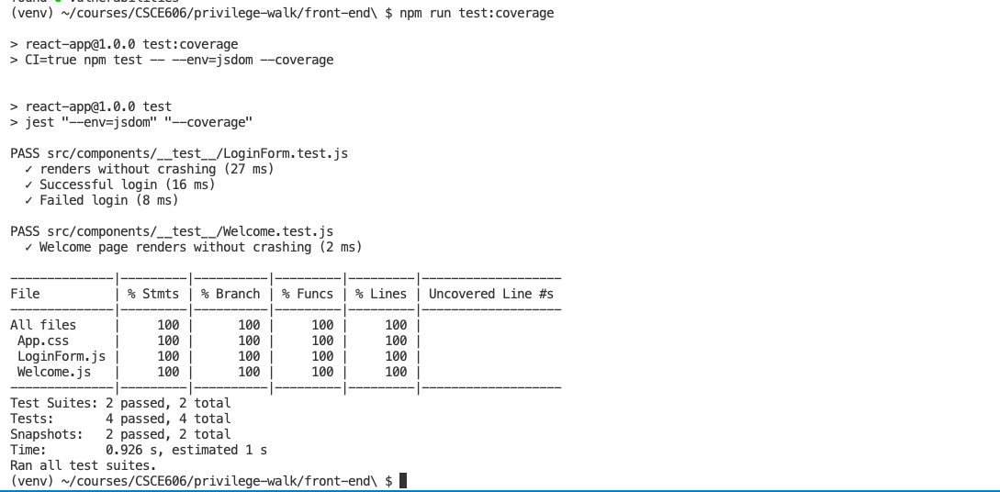 (venv) ~/courses/CSCE606/privilege-walk/front-end\ $ npm run test:coverage
> react-app@1.0.0 test:coverage
> CI=true npm test -- --env=jsdom --coverage
> react-app@1.0.0 test
> jest "--env=jsdom" "--coverage"
PASS src/components/__test__/LoginForm.test.js
  ✓ renders without crashing (27 ms)
  ✓ Successful login (16 ms)
  ✓ Failed login (8 ms)
PASS src/components/__test__/Welcome.test.js
  ✓ Welcome page renders without crashing (2 ms)
--------------|---------|----------|---------|---------|-------------------
File          | % Stmts | % Branch | % Funcs | % Lines | Uncovered Line #s
--------------|---------|----------|---------|---------|-------------------
All files     |     100 |      100 |     100 |     100 |
 App.css      |     100 |      100 |     100 |     100 |
 LoginForm.js |     100 |      100 |     100 |     100 |
 Welcome.js   |     100 |      100 |     100 |     100 |
--------------|---------|----------|---------|---------|-------------------
Test Suites: 2 passed, 2 total
Tests:       4 passed, 4 total
Snapshots:   2 passed, 2 total
Time:        0.926 s, estimated 1 s
Ran all test suites.
(venv) ~/courses/CSCE606/privilege-walk/front-end\ $